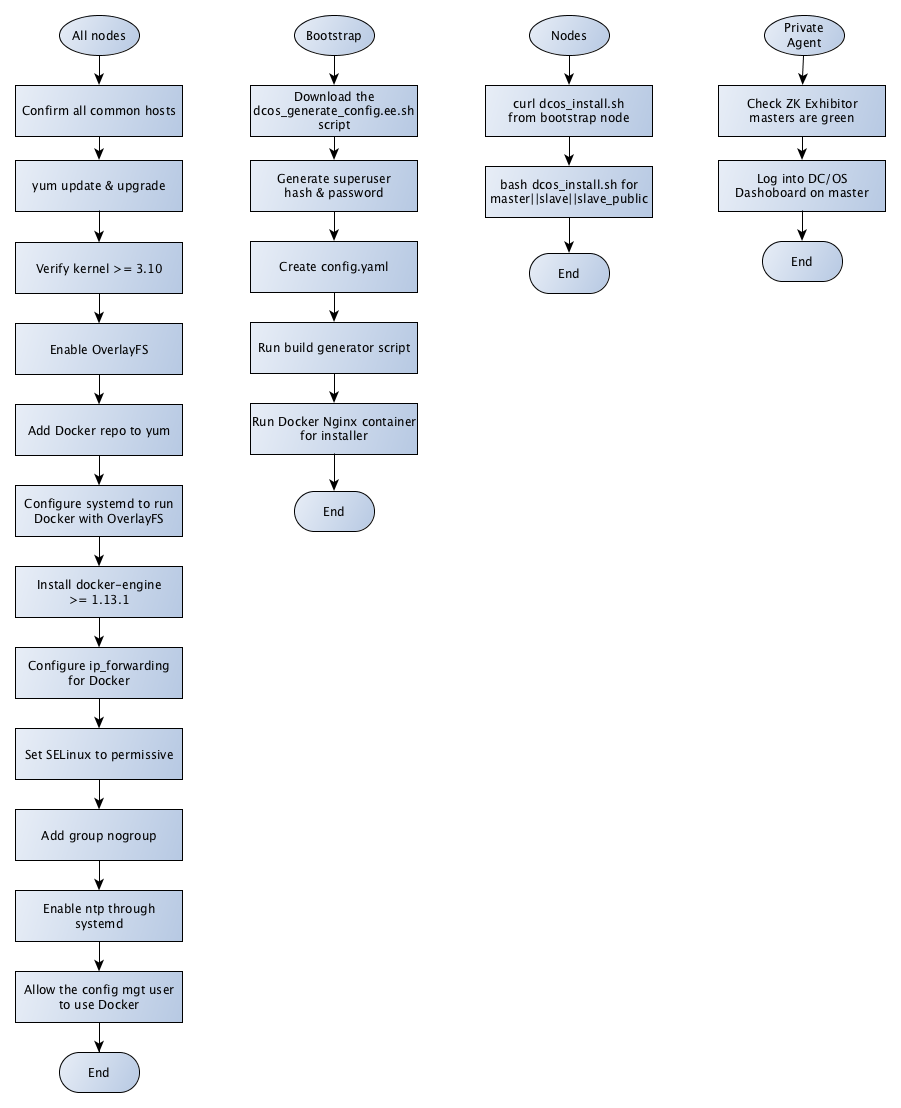 All nodes
Confirm all common hosts
yum update & upgrade
Verify kernel >= 3.10
Enable OverlayFS
Add Docker repo to yum
Configure systemd to run
Docker with OverlayFS
Install docker-engine
>= 1.13.1
Configure ip_forwarding
for Docker
Set SELinux to permissive
Add group nogroup
Enable ntp through
systemd
Allow the config mgt user
to use Docker
End
Bootstrap
Download the
dcos_generate_config.ee.sh
script
Generate superuser
hash & password
Create config.yaml
Run build generator script
Run Docker Nginx container
for installer
End
Nodes
curl dcos_install.sh
from bootstrap node
bash dcos_install.sh for
master||slave||slave_public
End
Private
Agent
Check ZK Exhibitor
masters are green
Log into DC/OS
Dashoboard on master
End